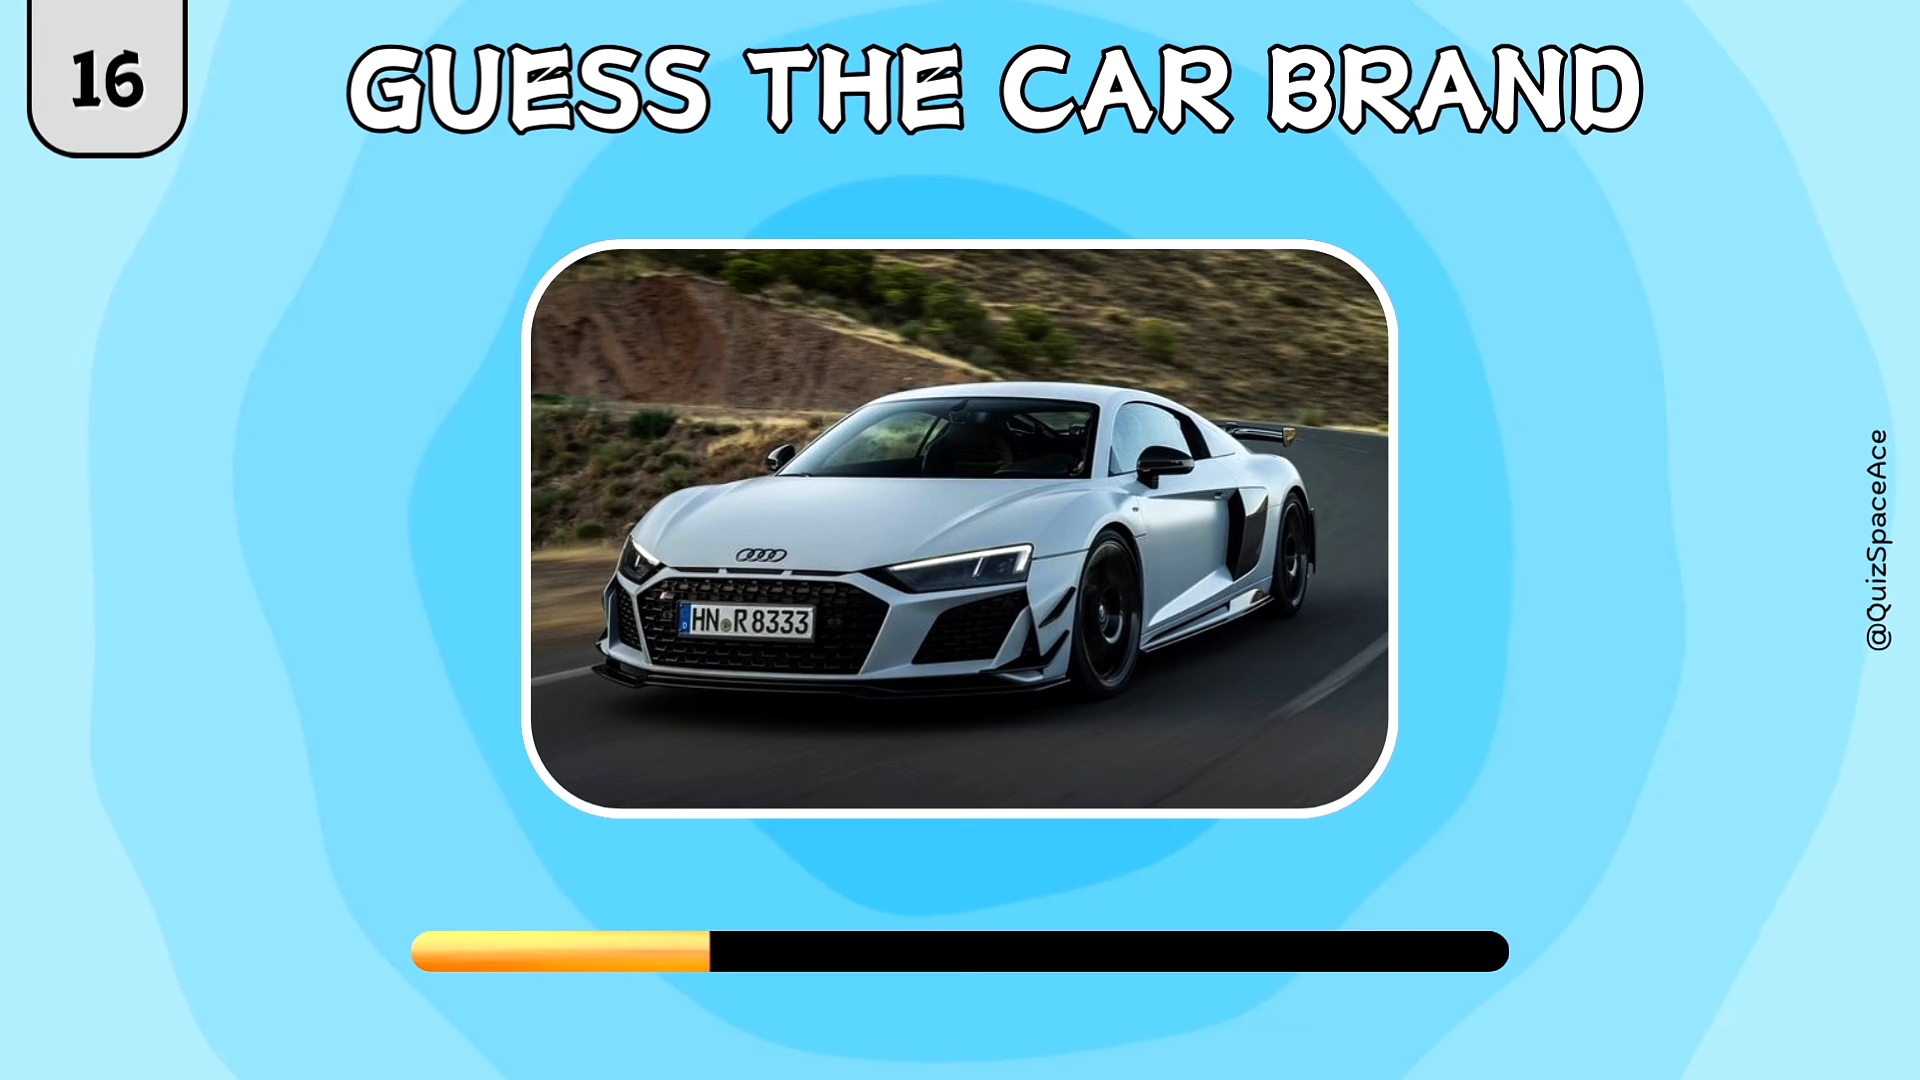 16
GUESS THE CAR BRAND
HN R 8333
D
@QuizSpaceAce